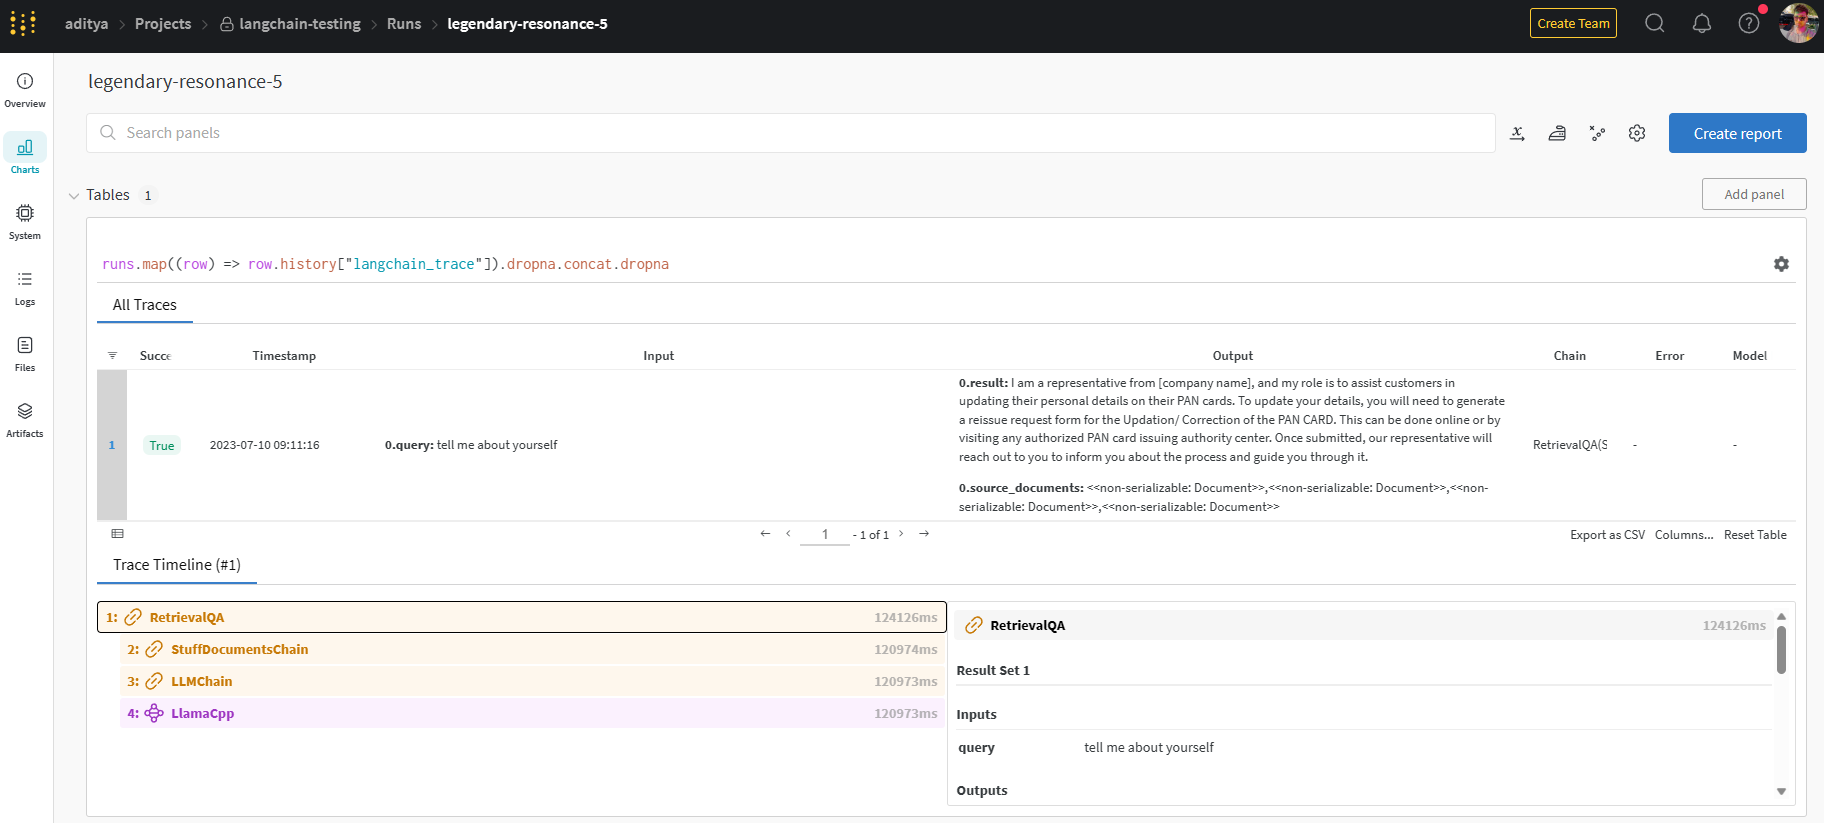 aditya > Projects > langchain-testing > Runs > legendary-resonance-5
Create Team
Overview
Charts
System
Logs
Files
Artifacts
legendary-resonance-5
Search panels
Create report
Tables 1
Add panel
runs.map((row) => row.history["langchain_trace"]).dropna.concat.dropna
All Traces
Succe Timestamp Input Output Chain Error Model
1 True 2023-07-10 09:11:16 0.query: tell me about yourself
0.result: I am a representative from [company name], and my role is to assist customers in
updating their personal details on their PAN cards. To update your details, you will need to generate
a reissue request form for the Updation/ Correction of the PAN CARD. This can be done online or by
visiting any authorized PAN card issuing authority center. Once submitted, our representative will
reach out to you to inform you about the process and guide you through it.
0.source_documents: <<non-serializable: Document>>,<<non-serializable: Document>>,<<non-
serializable: Document>>,<<non-serializable: Document>>
RetrievalQA(S - -
1 - 1 of 1
Export as CSV Columns... Reset Table
Trace Timeline (#1)
1: RetrievalQA 124126ms
2: StuffDocumentsChain 120974ms
3: LLMChain 120973ms
4: LlamaCpp 120973ms
RetrievalQA 124126ms
Result Set 1
Inputs
query tell me about yourself
Outputs